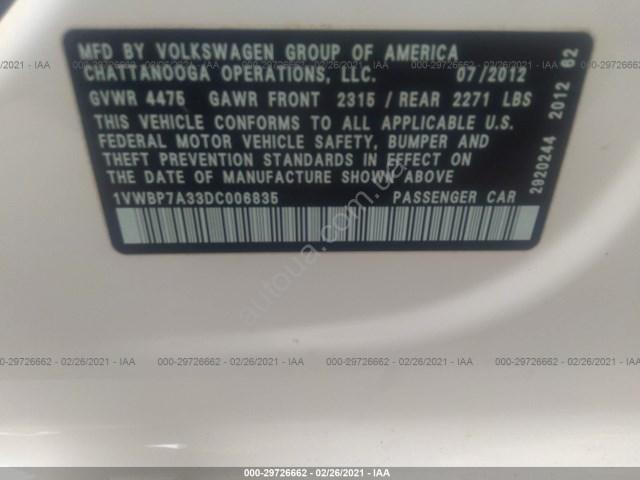 MFD BY VOLKSWAGEN GROUP OF AMERICA
CHATTANOOGA OPERATIONS, LLC. 07/2012
GVWR 4475 GAWR FRONT 2315 / REAR 2271 LBS
THIS VEHICLE CONFORMS TO ALL APPLICABLE U.S.
FEDERAL MOTOR VEHICLE SAFETY, BUMPER AND
THEFT PREVENTION STANDARDS IN EFFECT ON THE
DATE OF MANUFACTURE SHOWN ABOVE
1VWBP7A33DC006835 PASSENGER CAR
2920244 2012 62
autoua.com
000-29726662 - 02/26/2021 - IAA